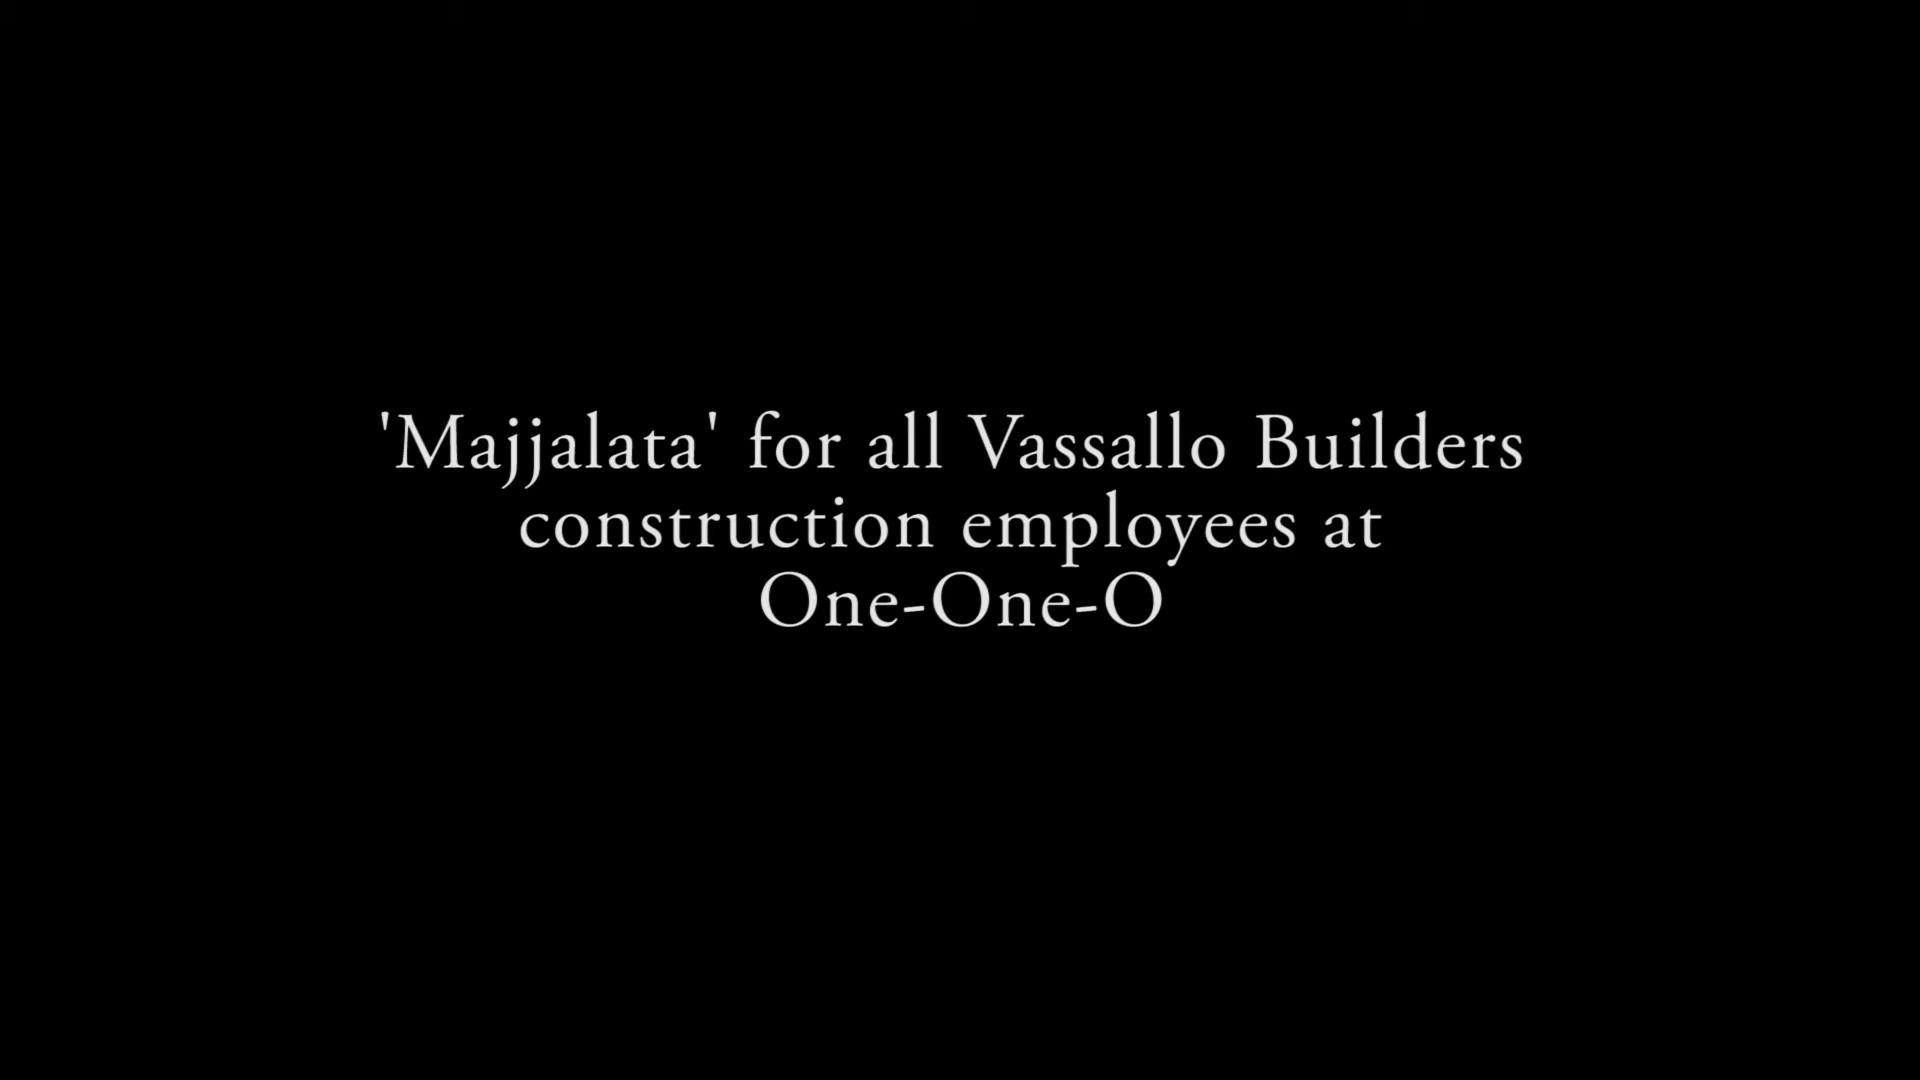 'Majjalata' for all Vassallo Builders
construction employees at
One-One-O